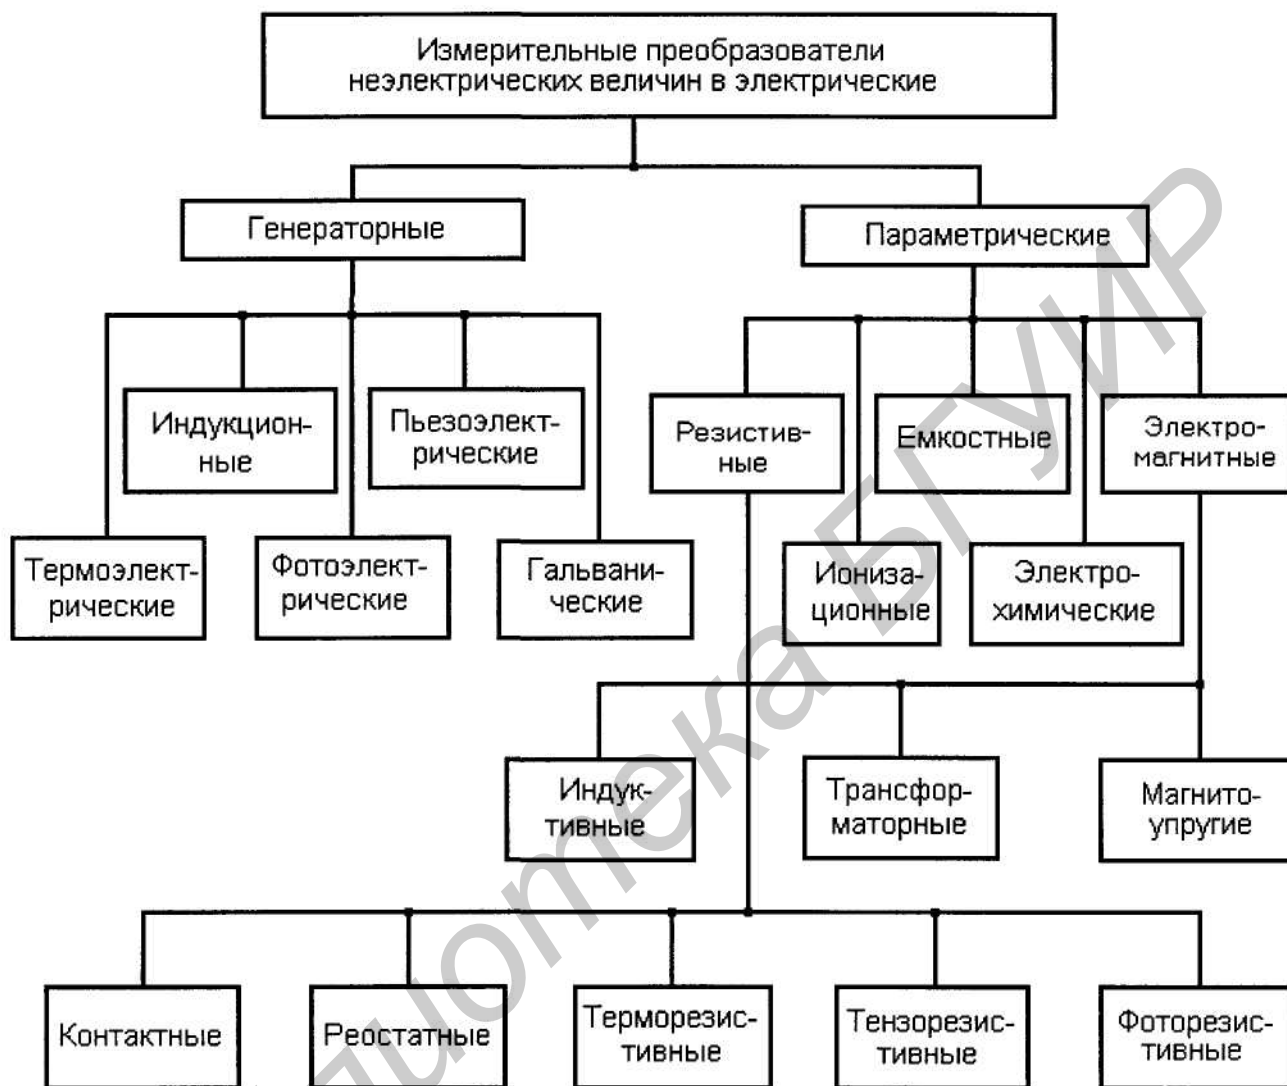 Измерительные преобразователи
неэлектрических величин в электрические
Генераторные
Параметрические
Индукцион-
ные
Пьезоэлект-
рические
Резистив-
ные
Емкостные
Электро-
магнитные
Термоэлект-
рические
Фотоэлект-
рические
Гальвани-
ческие
Иониза-
ционные
Электро-
химические
Индук-
тивные
Трансфор-
маторные
Магнито-
упругие
Контактные
Реостатные
Терморезис-
тивные
Тензорезис-
тивные
Фоторезис-
тивные
БГУИР